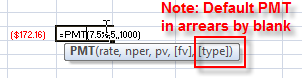 Note: Default PMT
in arrears by blank
($172.16) =PMT(7.5%,5,,1000)
PMT(rate, nper, pv, [fv], [type])